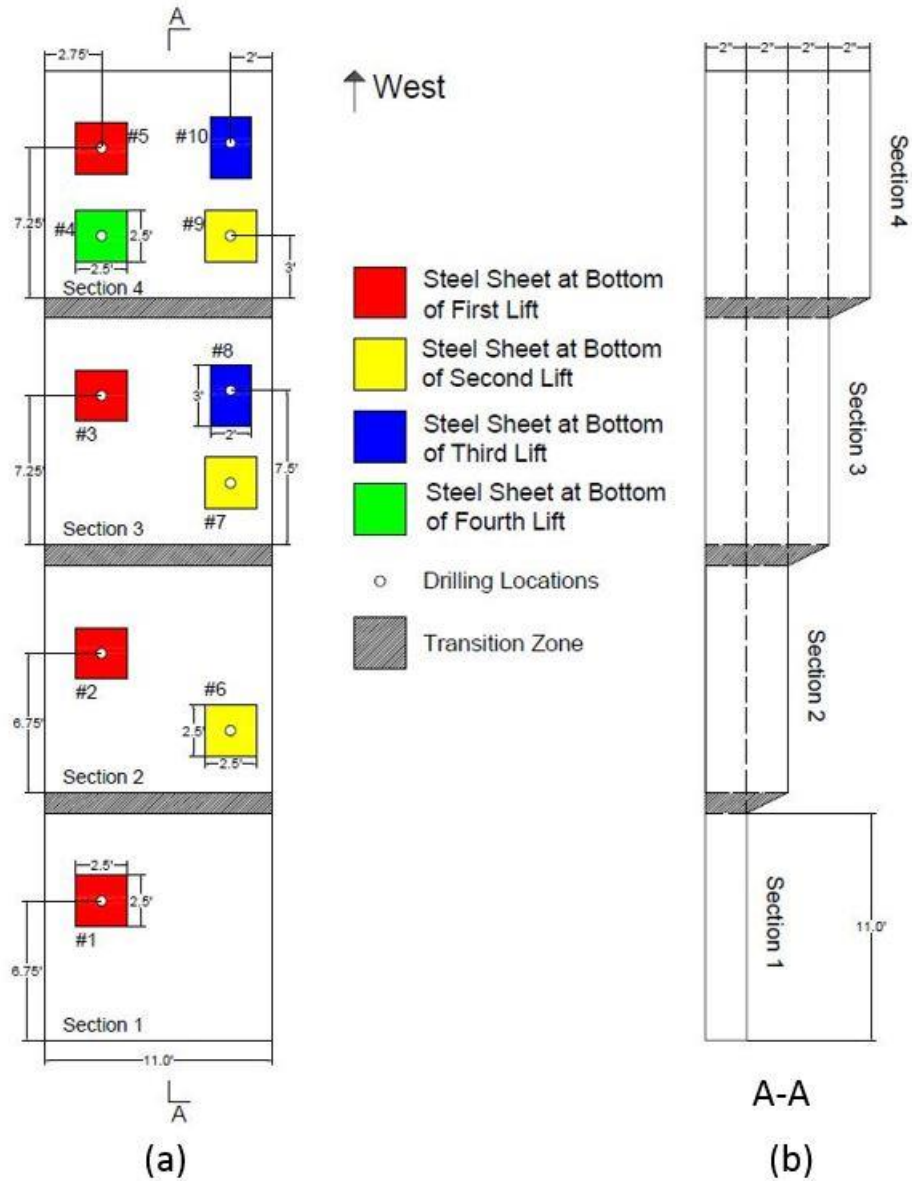 A
2.75'
2'
2"
2"
2"
2"
West
#5
#10
7.25'
#4
2.5'
2.5'
#9
3'
Section 4
Section 4
Steel Sheet at Bottom
of First Lift
Steel Sheet at Bottom
of Second Lift
Steel Sheet at Bottom
of Third Lift
Steel Sheet at Bottom
of Fourth Lift
Drilling Locations
Transition Zone
#8
3'
2'
#3
7.25'
7.5'
#7
Section 3
Section 3
#2
6.75'
#6
2.5'
2.5'
Section 2
Section 2
2.5'
2.5'
#1
6.75'
Section 1
Section 1
11.0'
11.0'
A
A-A
(a)
(b)